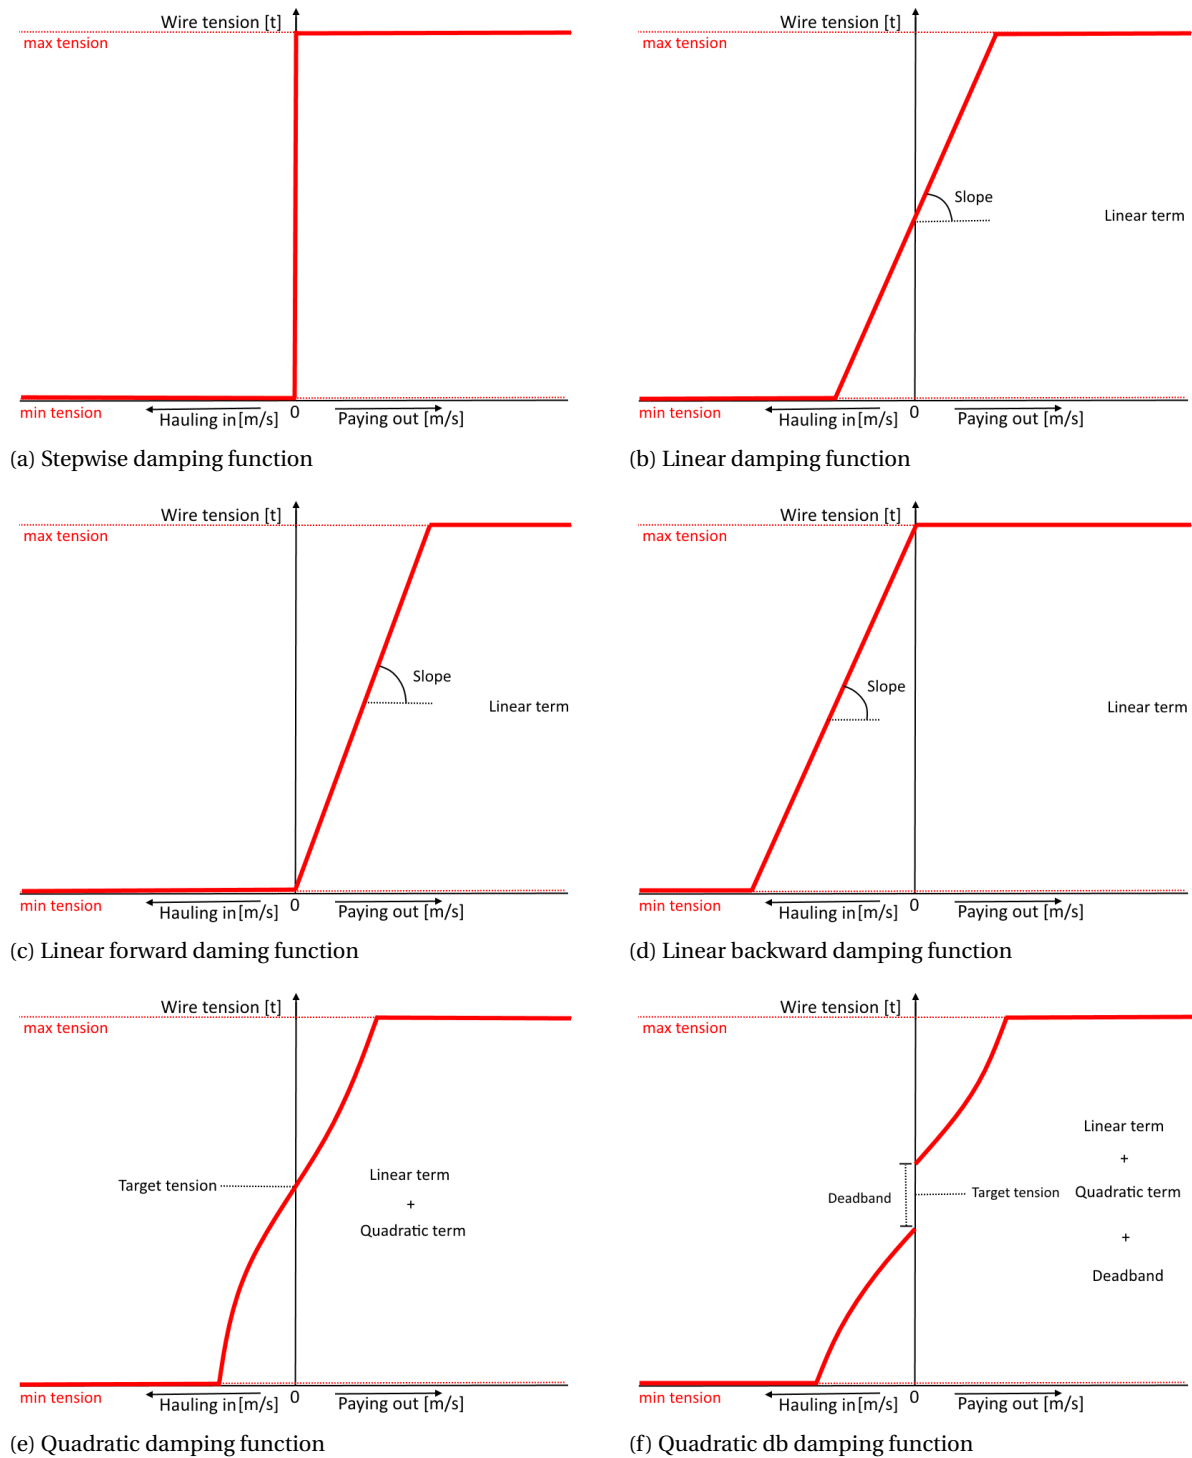 Wire tension [t]
max tension
min tension
Hauling in[m/s]
0
Paying out [m/s]
(a) Stepwise damping function
Wire tension [t]
max tension
Slope
Linear term
min tension
Hauling in[m/s]
0
Paying out [m/s]
(b) Linear damping function
Wire tension [t]
max tension
Slope
Linear term
min tension
Hauling in[m/s]
0
Paying out [m/s]
(c) Linear forward daming function
Wire tension [t]
max tension
Slope
Linear term
min tension
Hauling in[m/s]
0
Paying out [m/s]
(d) Linear backward damping function
Wire tension [t]
max tension
Target tension
Linear term
+
Quadratic term
min tension
Hauling in[m/s]
0
Paying out [m/s]
(e) Quadratic damping function
Wire tension [t]
max tension
Deadband
Target tension
Linear term
+
Quadratic term
+
Deadband
min tension
Hauling in[m/s]
0
Paying out [m/s]
(f) Quadratic db damping function